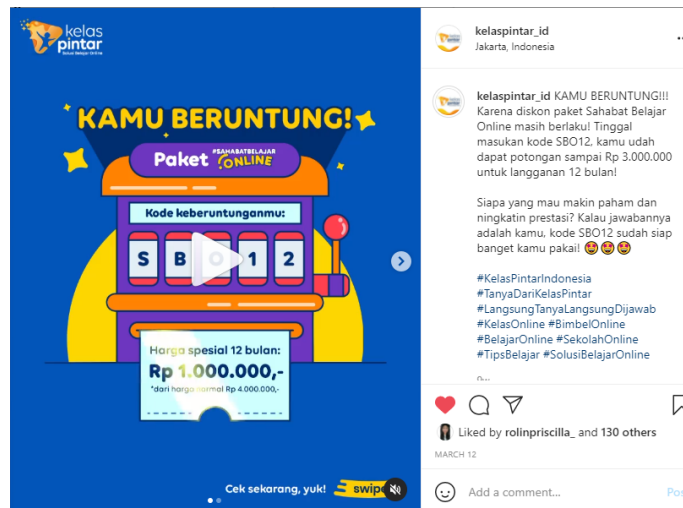 kelas
pintar
Solusi Belajar Online
KAMU BERUNTUNG!
Paket #SAHABATBELAJAR
ONLINE
Kode keberuntunganmu:
S B O 1 2
Harga spesial 12 bulan:
Rp 1.000.000,-
*dari harga normal Rp 4.000.000,-
Cek sekarang, yuk! swipe
kelaspintar_id
Jakarta, Indonesia
kelaspintar_id KAMU BERUNTUNG!!!
Karena diskon paket Sahabat Belajar
Online masih berlaku! Tinggal
masukan kode SBO12, kamu udah
dapat potongan sampai Rp 3.000.000
untuk langganan 12 bulan!
Siapa yang mau makin paham dan
ningkatin prestasi? Kalau jawabannya
adalah kamu, kode SBO12 sudah siap
banget kamu pakai! 🤩🤩🤩
#KelasPintarIndonesia
#TanyaDariKelasPintar
#LangsungTanyaLangsungDijawab
#KelasOnline #BimbelOnline
#BelajarOnline #SekolahOnline
#TipsBelajar #SolusiBelajarOnline
Liked by rolinpriscilla_ and 130 others
MARCH 12
Add a comment... Pos